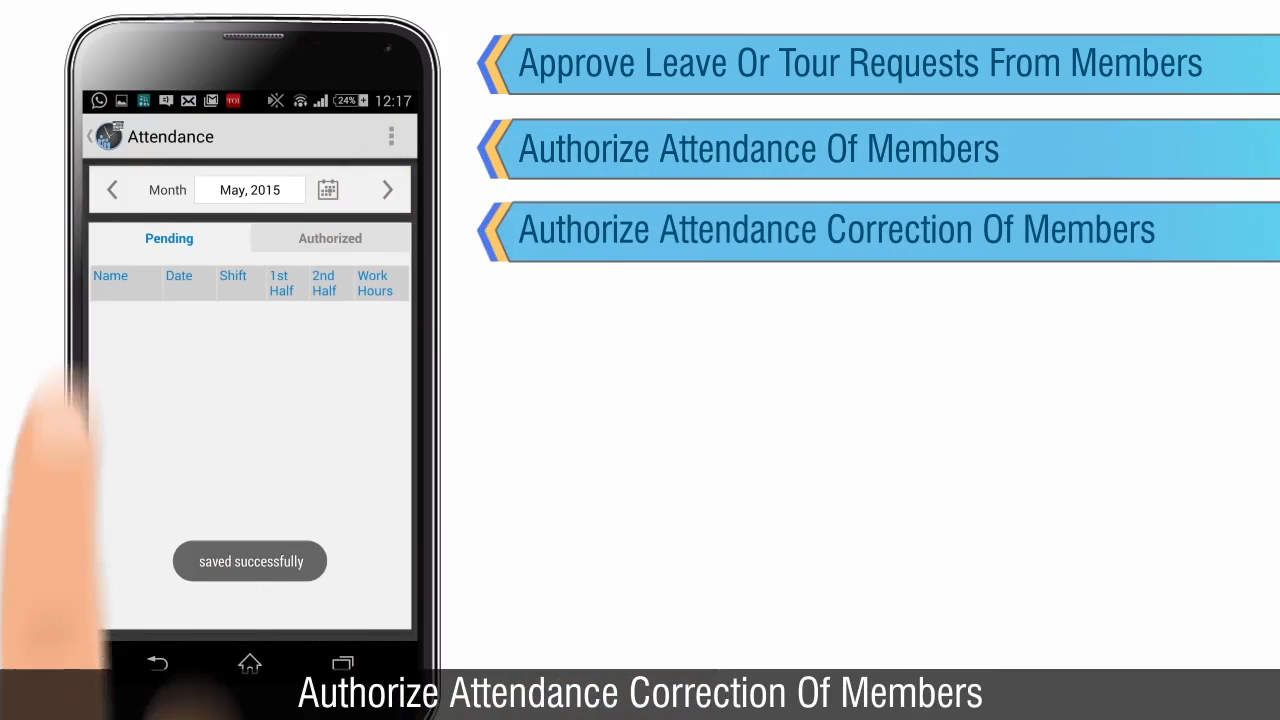 Approve Leave Or Tour Requests From Members
Authorize Attendance Of Members
Authorize Attendance Correction Of Members
TOI 24% 12:17
Attendance
Month May, 2015
Pending Authorized
Name Date Shift 1st Half 2nd Half Work Hours
saved successfully
Authorize Attendance Correction Of Members